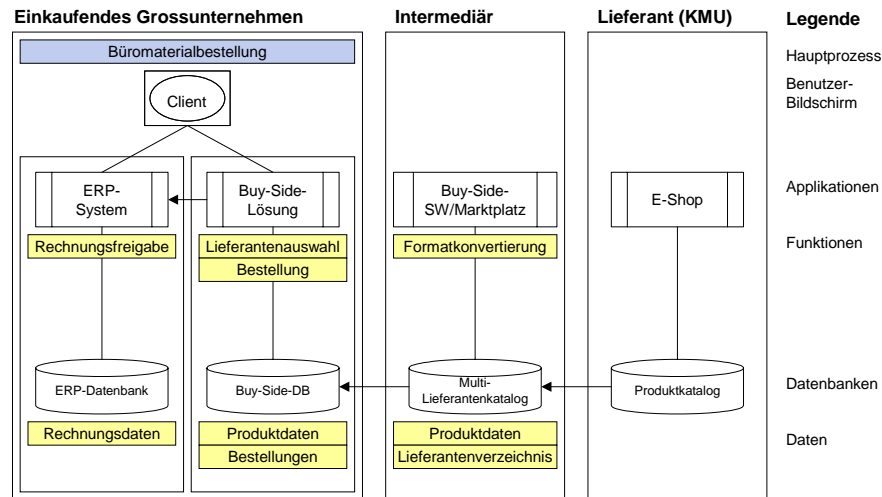 Einkaufendes Grossunternehmen
Intermediär
Lieferant (KMU)
Legende
Büromaterialbestellung
Hauptprozess
Client
Benutzer-
Bildschirm
ERP-
System
Buy-Side-
Lösung
Buy-Side-
SW/Marktplatz
E-Shop
Applikationen
Rechnungsfreigabe
Lieferantenauswahl
Bestellung
Formatkonvertierung
Funktionen
ERP-Datenbank
Buy-Side-DB
Multi-
Lieferantenkatalog
Produktkatalog
Datenbanken
Rechnungsdaten
Produktdaten
Bestellungen
Produktdaten
Lieferantenverzeichnis
Daten